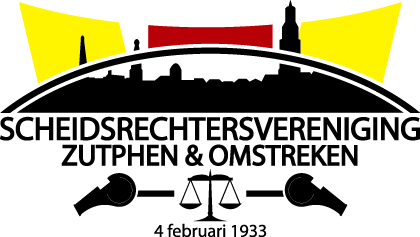 SCHEIDSRECHTERSVERENIGING
ZUTPHEN & OMSTREKEN
4 februari 1933